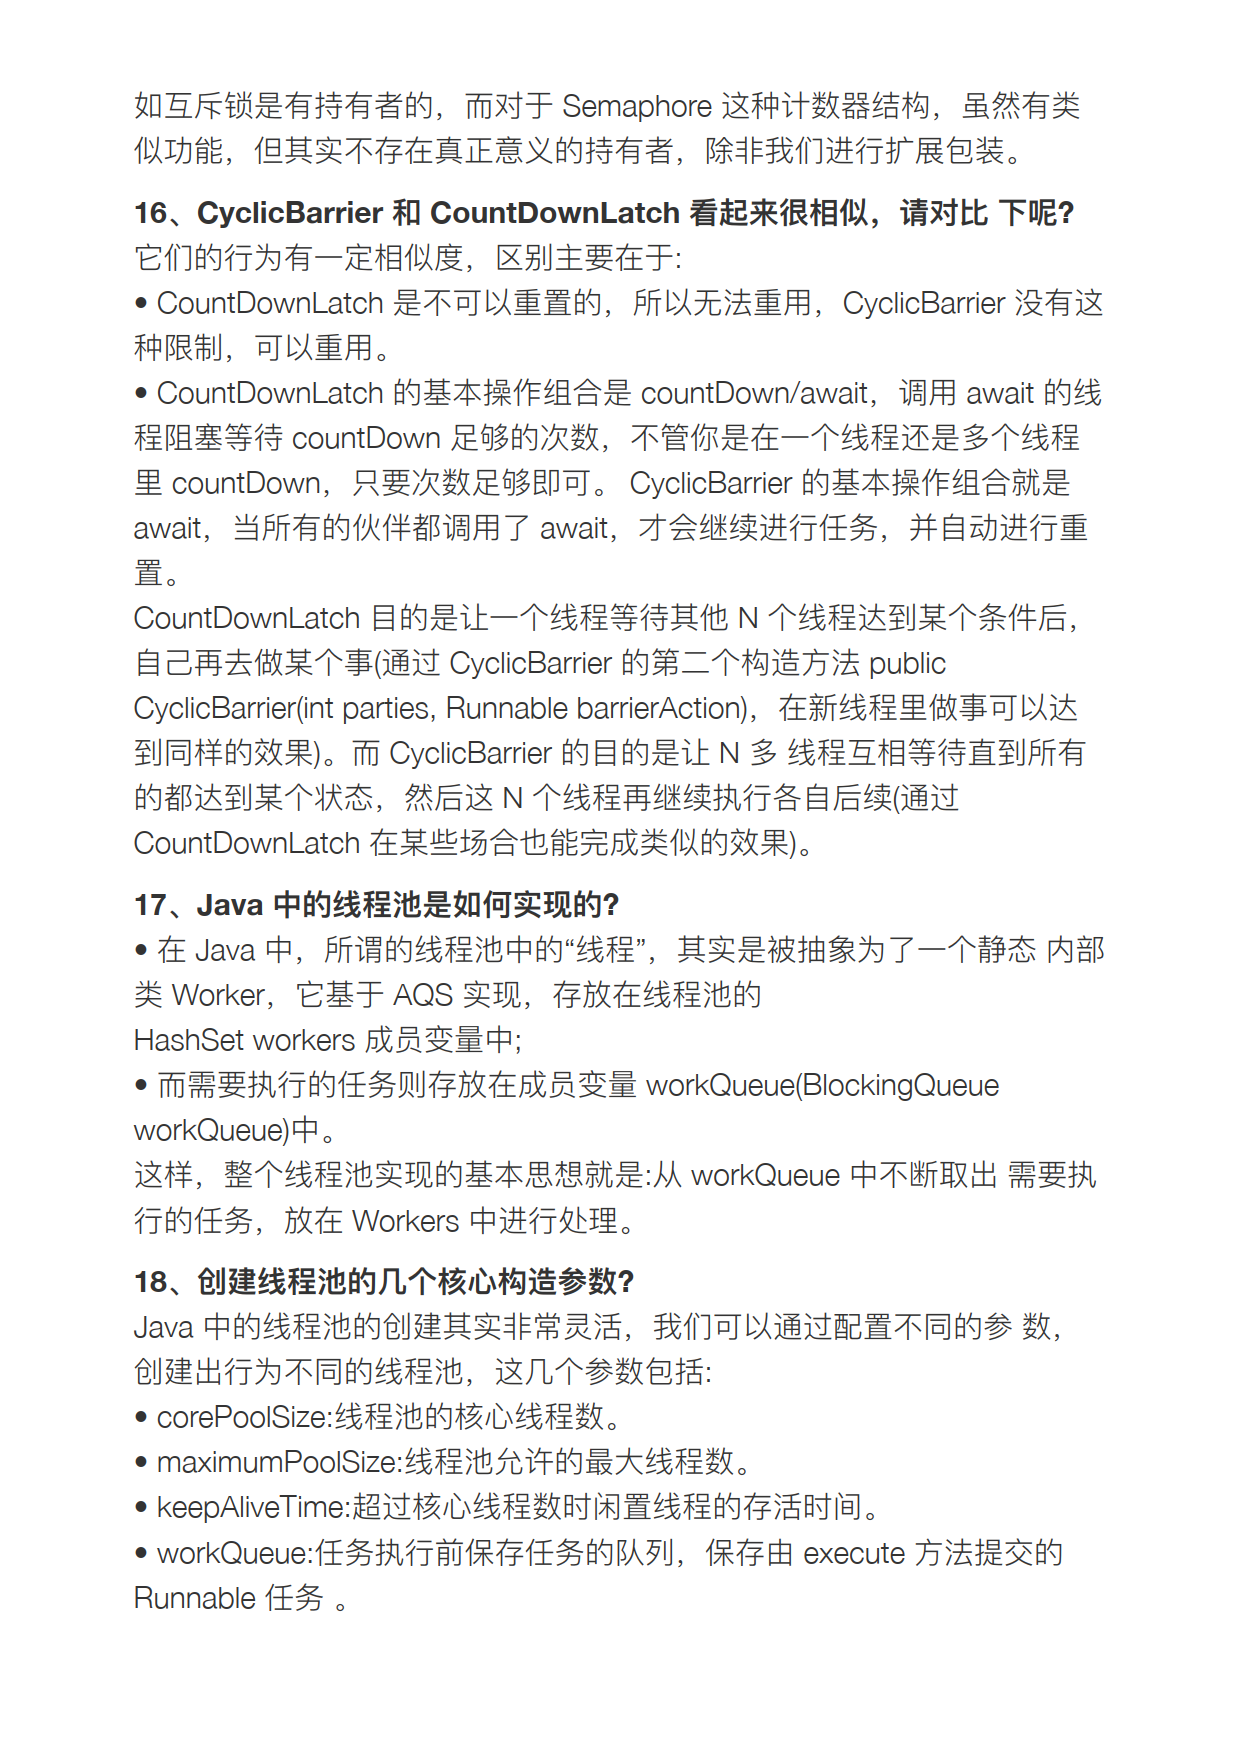 如互斥锁是有持有者的，而对于 Semaphore 这种计数器结构，虽然有类
似功能，但其实不存在真正意义的持有者，除非我们进行扩展包装。
16、CyclicBarrier 和 CountDownLatch 看起来很相似，请对比 下呢?
它们的行为有一定相似度，区别主要在于:
• CountDownLatch 是不可以重置的，所以无法重用，CyclicBarrier 没有这
种限制，可以重用。
• CountDownLatch 的基本操作组合是 countDown/await，调用 await 的线
程阻塞等待 countDown 足够的次数，不管你是在一个线程还是多个线程
里 countDown，只要次数足够即可。 CyclicBarrier 的基本操作组合就是
await，当所有的伙伴都调用了 await，才会继续进行任务，并自动进行重
置。
CountDownLatch 目的是让一个线程等待其他 N 个线程达到某个条件后，
自己再去做某个事(通过 CyclicBarrier 的第二个构造方法 public
CyclicBarrier(int parties, Runnable barrierAction)，在新线程里做事可以达
到同样的效果)。而 CyclicBarrier 的目的是让 N 多 线程互相等待直到所有
的都达到某个状态，然后这 N 个线程再继续执行各自后续(通过
CountDownLatch 在某些场合也能完成类似的效果)。
17、Java 中的线程池是如何实现的?
• 在 Java 中，所谓的线程池中的“线程”，其实是被抽象为了一个静态 内部
类 Worker，它基于 AQS 实现，存放在线程池的
HashSet workers 成员变量中;
• 而需要执行的任务则存放在成员变量 workQueue(BlockingQueue
workQueue)中。
这样，整个线程池实现的基本思想就是:从 workQueue 中不断取出 需要执
行的任务，放在 Workers 中进行处理。
18、创建线程池的几个核心构造参数?
Java 中的线程池的创建其实非常灵活，我们可以通过配置不同的参 数，
创建出行为不同的线程池，这几个参数包括:
• corePoolSize:线程池的核心线程数。
• maximumPoolSize:线程池允许的最大线程数。
• keepAliveTime:超过核心线程数时闲置线程的存活时间。
• workQueue:任务执行前保存任务的队列，保存由 execute 方法提交的
Runnable 任务 。